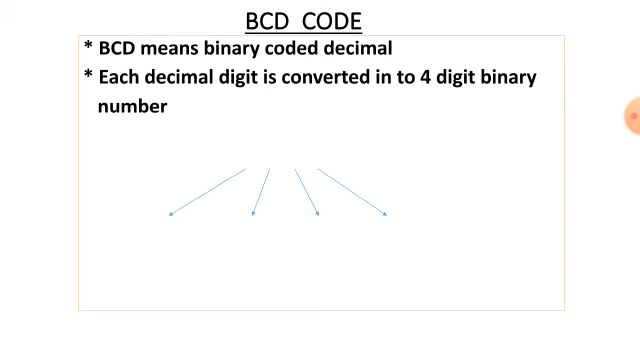 BCD CODE
* BCD means binary coded decimal
* Each decimal digit is converted in to 4 digit binary
number